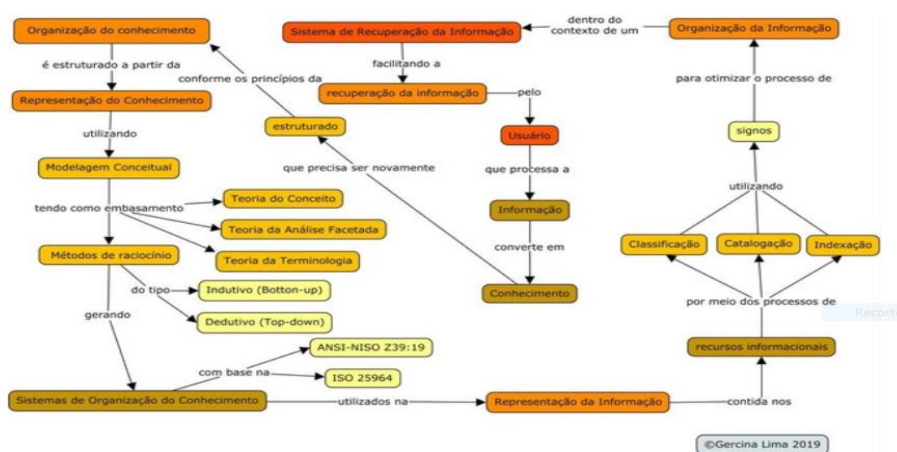 Organização do conhecimento
é estruturado a partir da
Representação do Conhecimento
utilizando
Modelagem Conceitual
tendo como embasamento
Teoria do Conceito
Teoria da Análise Facetada
Teoria da Terminologia
Métodos de raciocínio
do tipo
Indutivo (Botton-up)
Dedutivo (Top-down)
gerando
Sistemas de Organização do Conhecimento
com base na
ANSI-NISO Z39:19
ISO 25964
utilizados na
Representação da Informação
contida nos
recursos informacionais
por meio dos processos de
Classificação
Catalogação
Indexação
utilizando
signos
para otimizar o processo de
Organização da Informação
dentro do
contexto de um
Sistema de Recuperação da Informação
facilitando a
recuperação da informação
pelo
Usuário
que processa a
Informação
converte em
Conhecimento
que precisa ser novamente
estruturado
conforme os princípios da
©Gercina Lima 2019